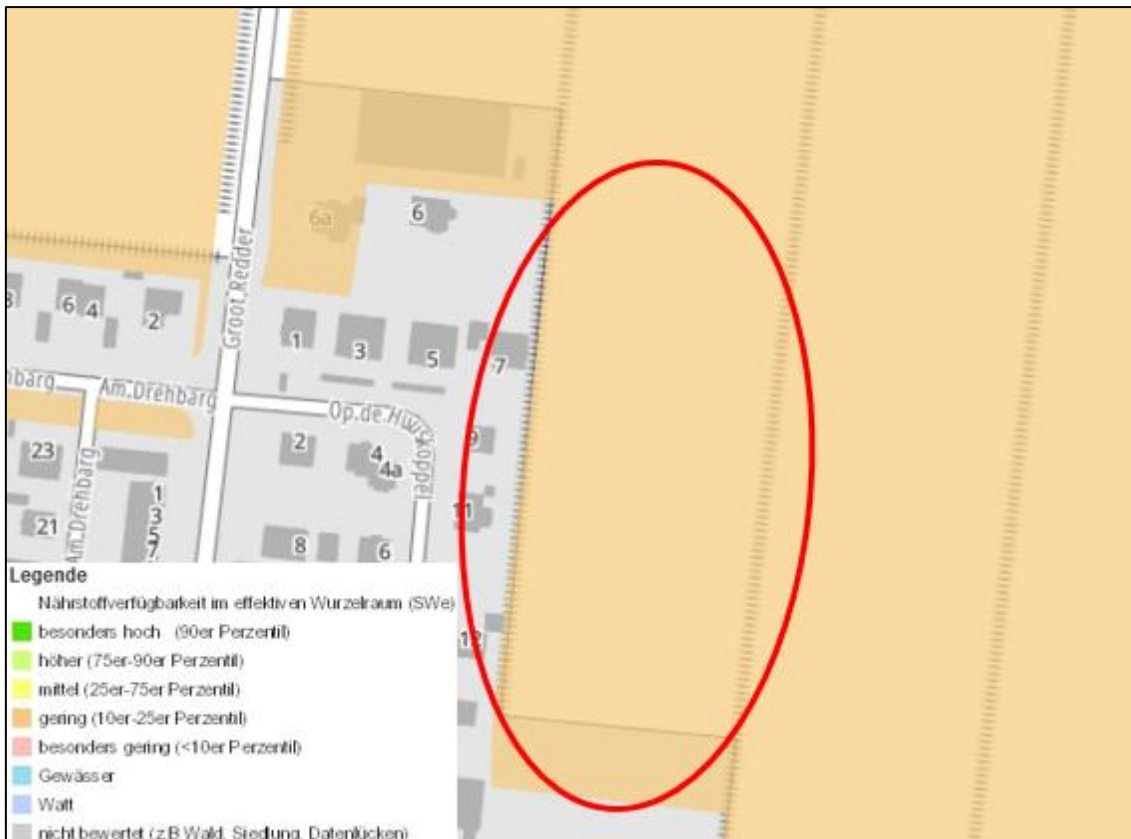 6a
6
Groot.Redder
3
6
4
2
1
3
5
7
nbarg
Am.Drehbarg
Op.de.Huuskoppel
2
4
4a
9
23
Am.Drehbarg
1
3
5
7
21
11
8
6
12
Legende
Nährstoffverfügbarkeit im effektiven Wurzelraum (SWe)
besonders hoch (90er Perzentil)
höher (75er-90er Perzentil)
mittel (25er-75er Perzentil)
gering (10er-25er Perzentil)
besonders gering (<10er Perzentil)
Gewässer
Watt
nicht bewertet (z.B Wald, Siedlung, Datenlücken)